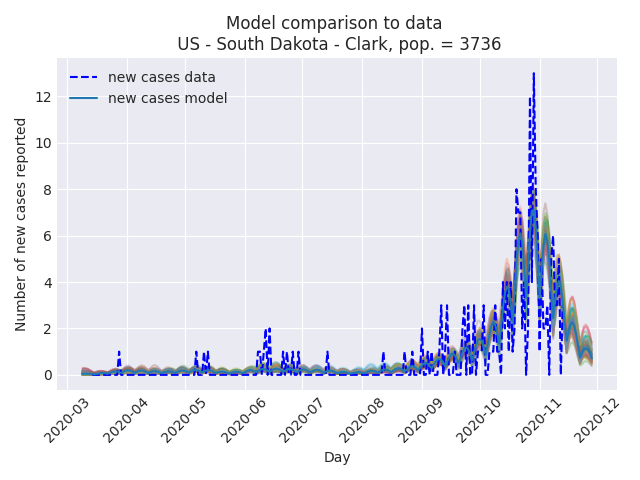 Model comparison to data
US - South Dakota - Clark, pop. = 3736
new cases data
new cases model
Number of new cases reported
12
10
8
6
4
2
0
2020-03
2020-04
2020-05
2020-06
2020-07
2020-08
2020-09
2020-10
2020-11
2020-12
Day